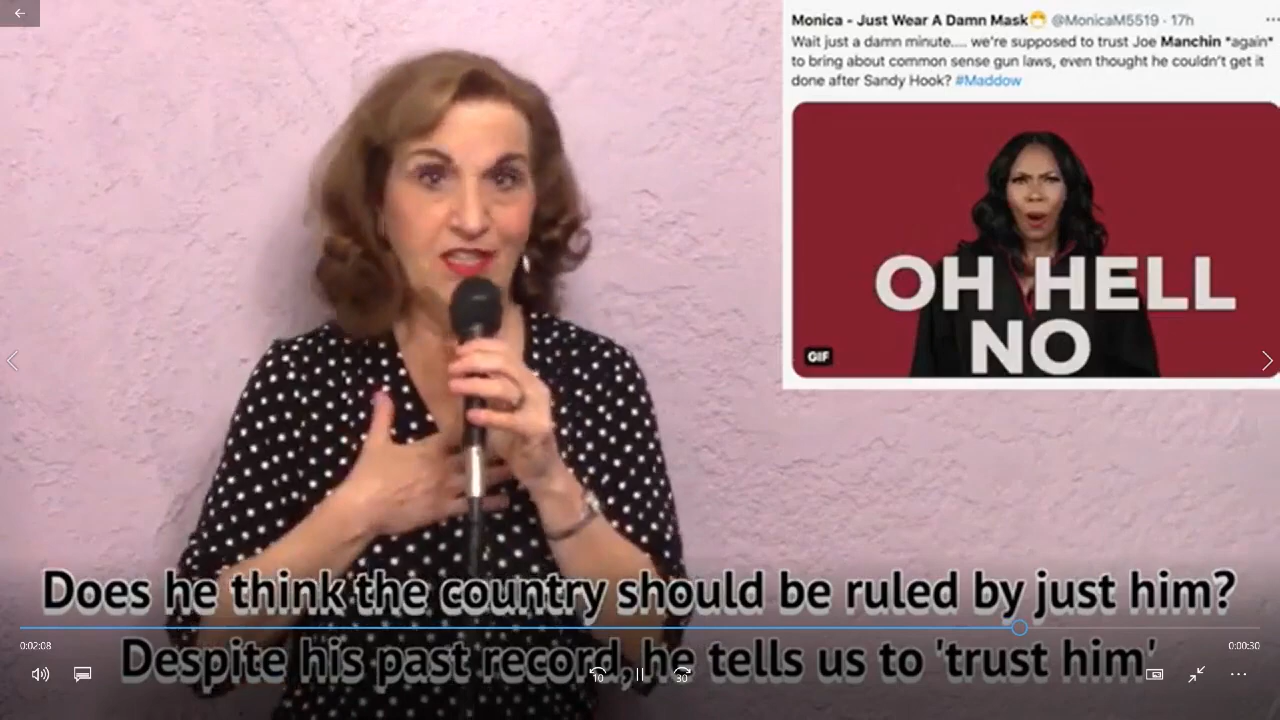 Monica - Just Wear A Damn Mask😷 @MonicaM5519 · 17h
Wait just a damn minute.... we're supposed to trust Joe Manchin *again*
to bring about common sense gun laws, even thought he couldn't get it
done after Sandy Hook? #Maddow
OH HELL
NO
GIF
Does he think the country should be ruled by just him?
0:02:08
0:00:30
Despite his past record, he tells us to 'trust him'
10
30